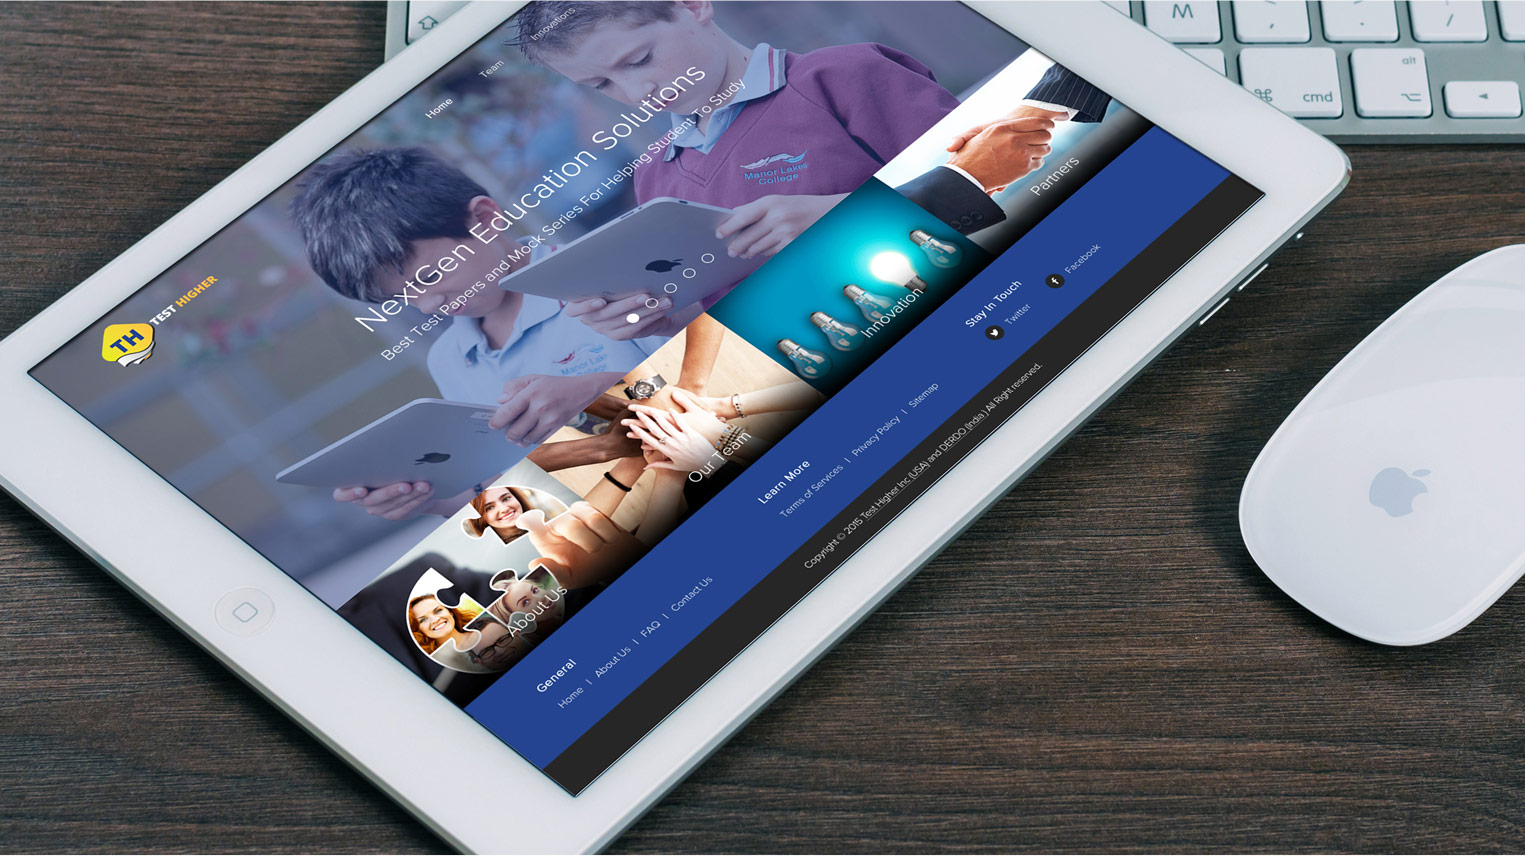 TH
TEST HIGHER
Home
Team
Innovations
NextGen Education Solutions
Best Test Papers and Mock Series For Helping Student To Study
Manor Lakes
College
Manor Lakes
About Us
Our Team
Innovation
Partners
General
Home | About Us | FAQ | Contact Us
Learn More
Terms of Services | Privacy Policy | Sitemap
Stay In Touch
Twitter
Facebook
Copyright © 2015 Test Higher Inc (USA) and DERDO (India) All Right reserved.
M
alt
cmd